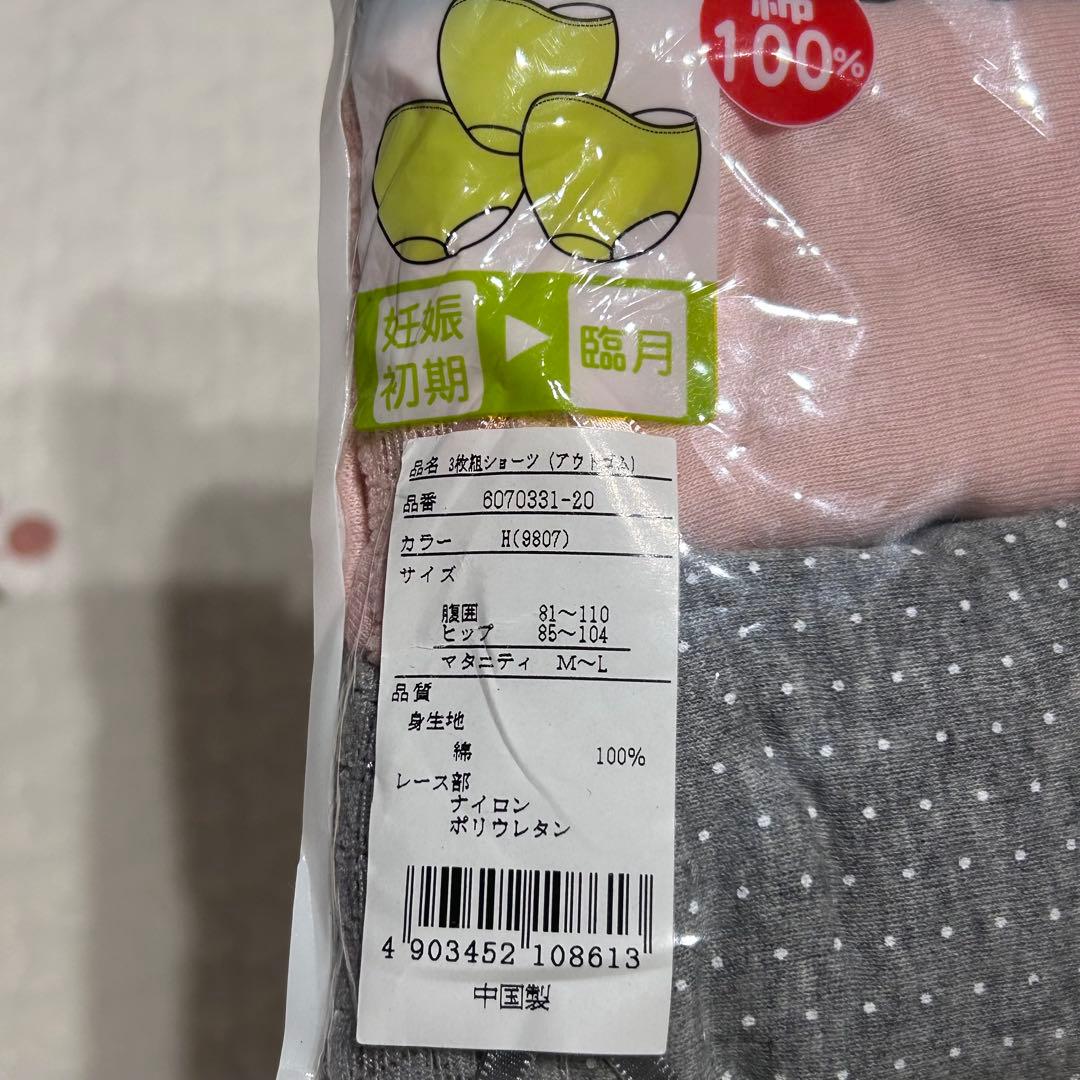 綿
100%
妊娠
初期
臨月
品名 3枚組ショーツ(アウトゴム)
品番 6070331-20
カラー H(9807)
サイズ
腹囲 81〜110
ヒップ 85〜104
マタニティ M〜L
品質
身生地
綿 100%
レース部
ナイロン
ポリウレタン
4 903452 108613
中国製